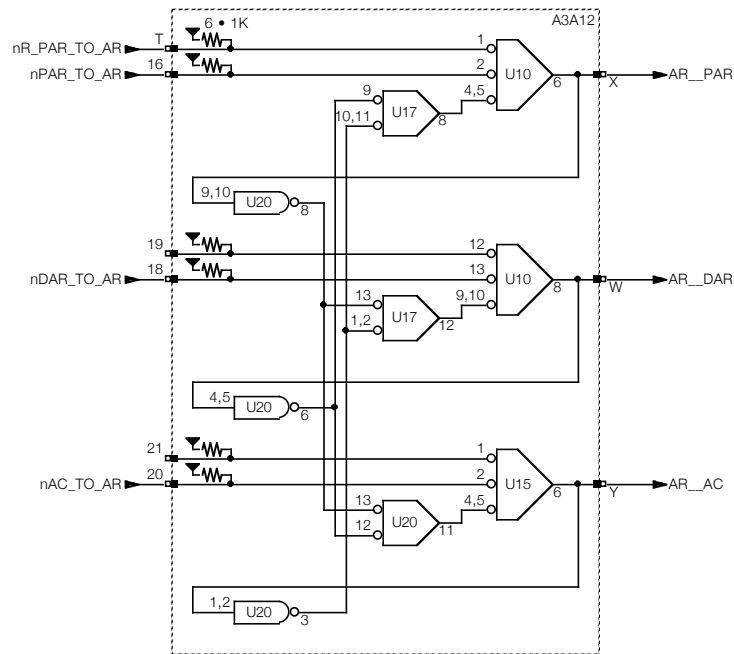 6 • 1K
A3A12
nR_PAR_TO_AR
T
1
nPAR_TO_AR
16
2
U10
6
X
AR__PAR
9
4,5
U17
10,11
8
9,10
U20
8
19
12
nDAR_TO_AR
18
13
U10
8
W
AR__DAR
13
9,10
U17
1,2
12
4,5
U20
6
21
1
nAC_TO_AR
20
2
U15
6
Y
AR__AC
13
4,5
U20
12
11
1,2
U20
3